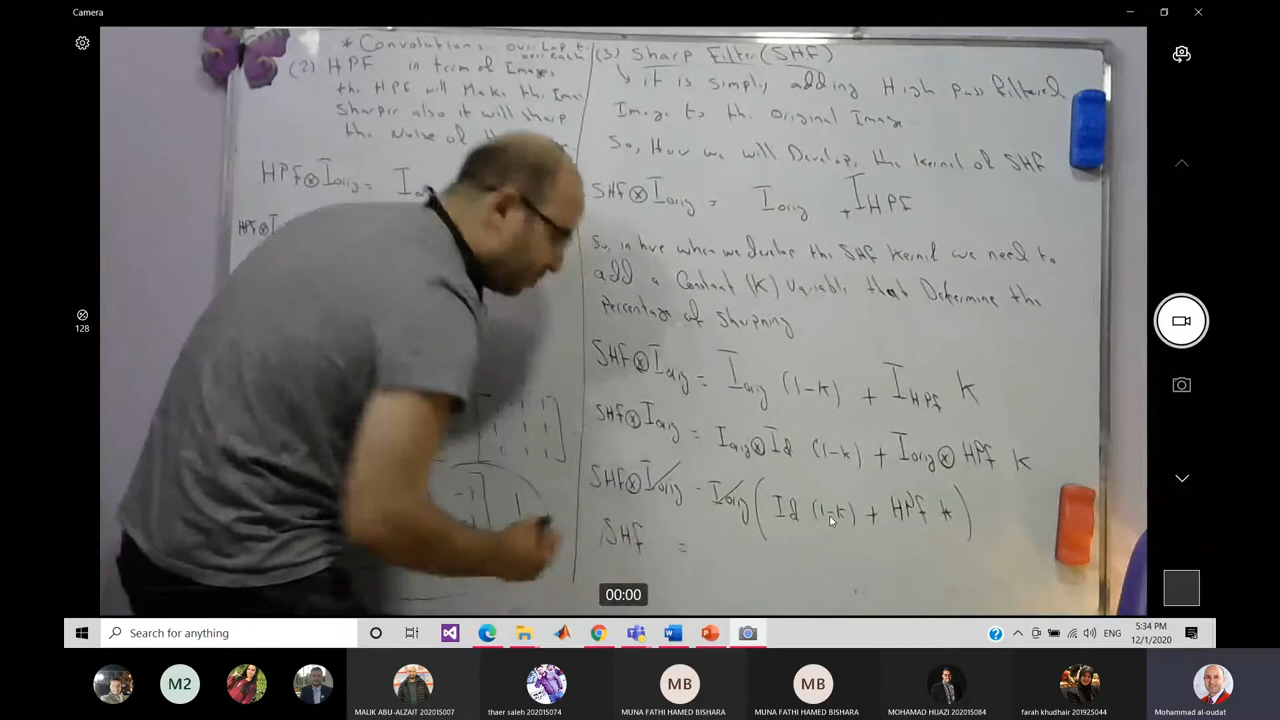 Camera
* Convolution is overlap to
(2) HPF in term of Images
the HPF will Make the Ima
Sharper also it will sharp
the Noise of the
HPF⊗Iorig = I
HPF⊗I
(3) Sharp Filter (SHF)
it is simply adding High pass filtered
Image to the original Image
So, How we will Develop the kernel of SHF
SHF⊗Iorig = Iorig + IHPF
So, in here when we develop the SHF kernel we need to
add a Constant (K) Variable that Determine the
Percentage of Sharpning
SHF⊗Iorig = Iorig (1-K) + IHPF K
SHF⊗Iorig = Iorig⊗Id (1-K) + Iorig⊗HPF K
SHF⊗Iorig = Iorig (Id (1-K) + HPF K)
SHF =
128
00:00
Search for anything
ENG
5:34 PM
12/1/2020
M2
MB
MB
MALIK ABU-ALZAIT 202015007
thaer saleh 202015074
MUNA FATHI HAMED BISHARA
MUNA FATHI HAMED BISHARA
MOHAMAD HIJAZI 202015084
farah khudhair 201925044
Mohammad al-oudat